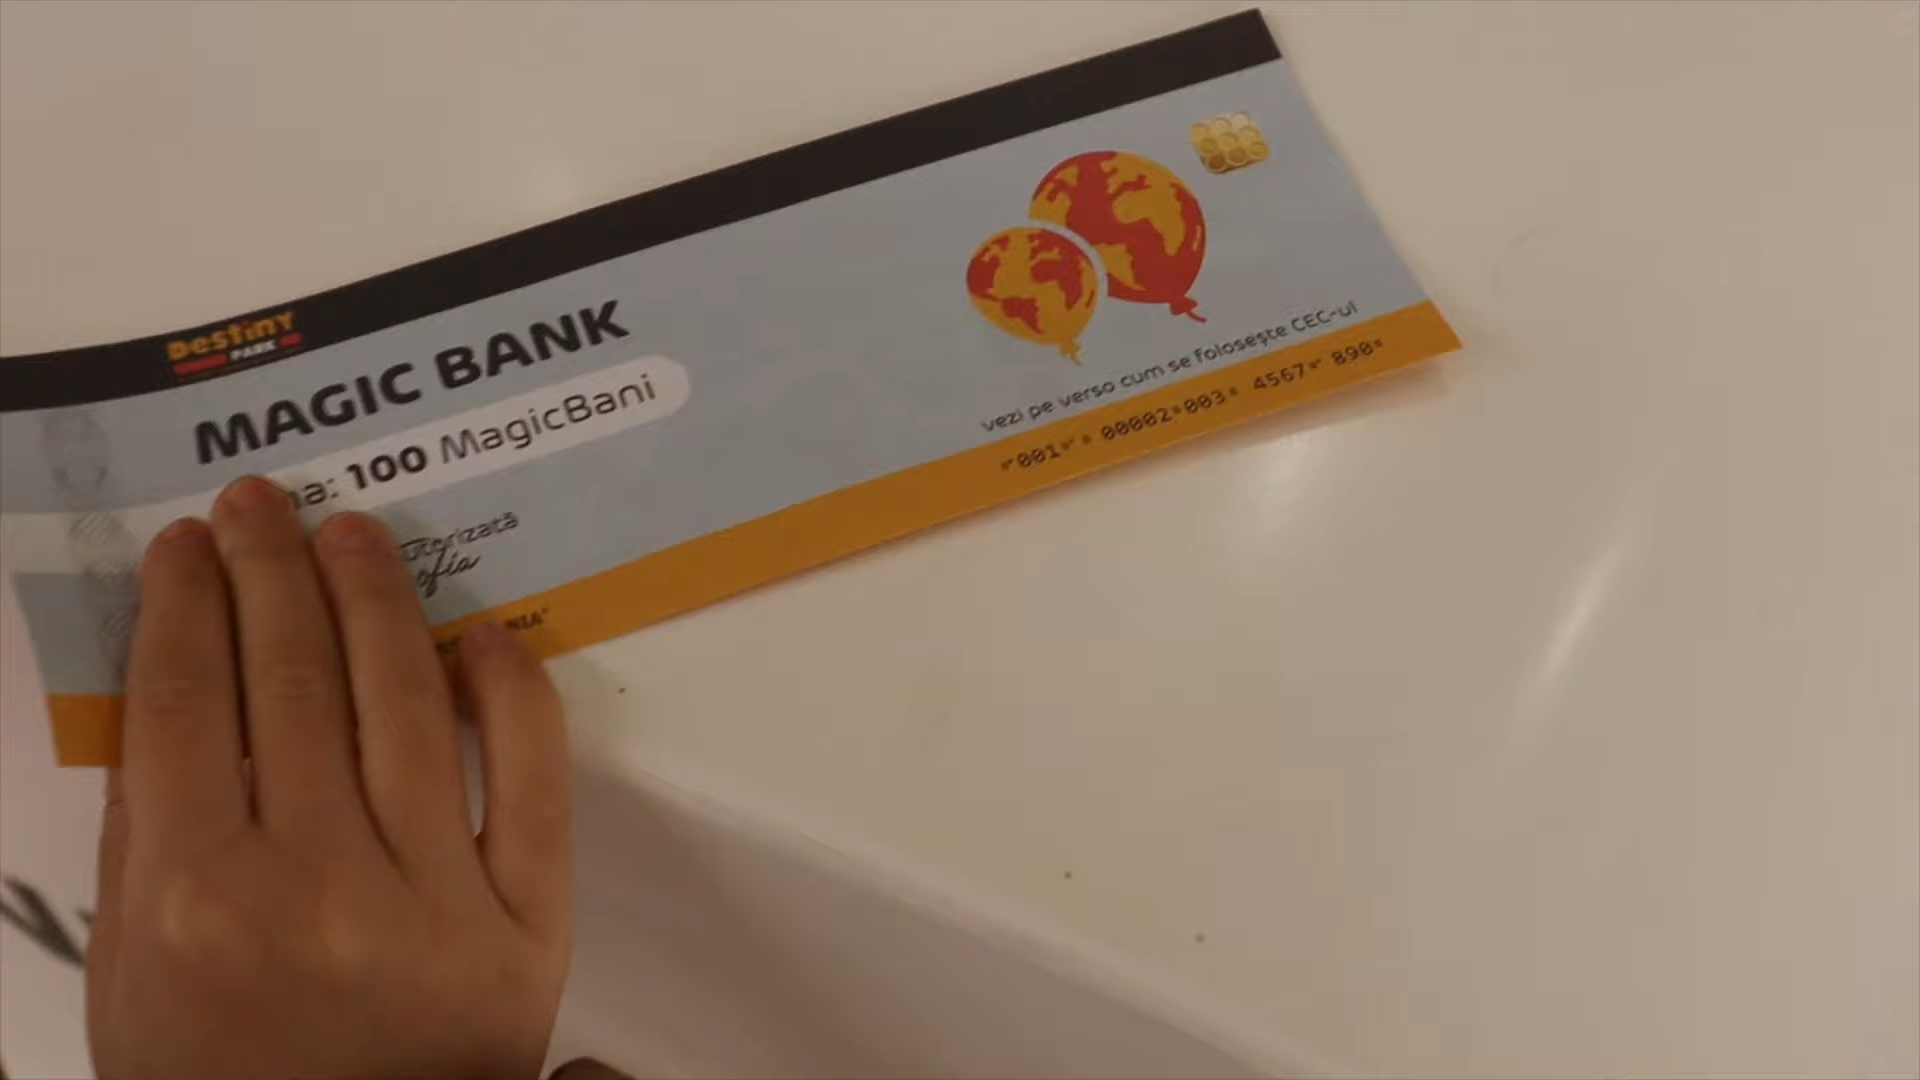 Destiny
PARK
MAGIC BANK
100 MagicBani
vezi pe verso cum se folosește CEC-ul
001 00002 003 4567 890